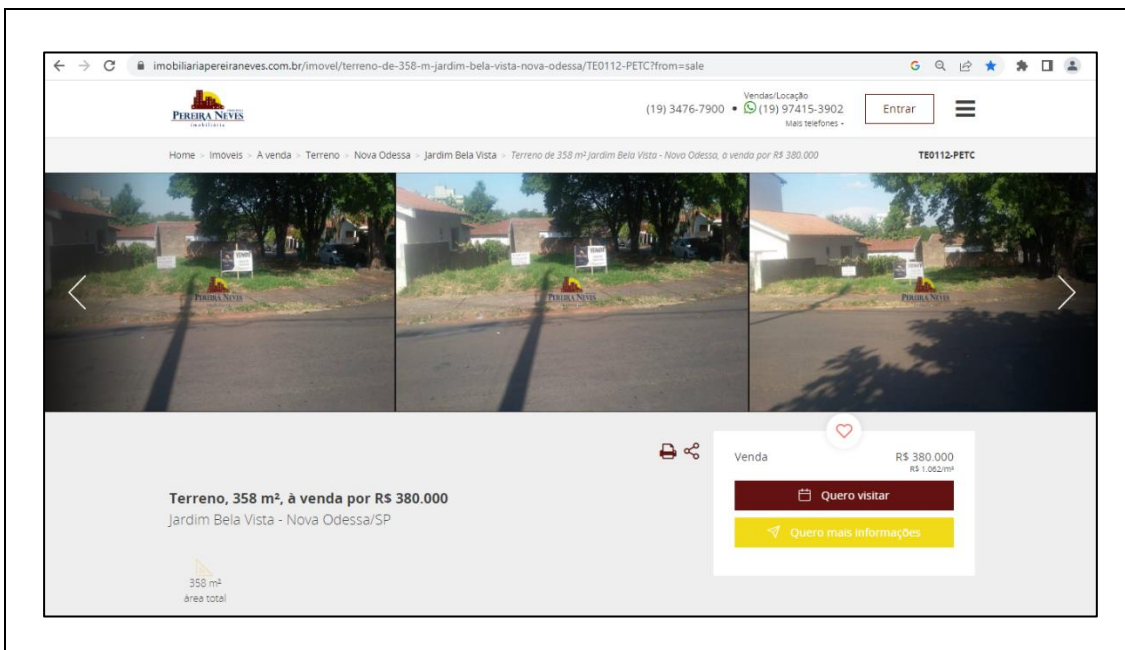 imobiliariapereiraneves.com.br/imovel/terreno-de-358-m-jardim-bela-vista-nova-odessa/TE0112-PETC?from=sale
PEREIRA NEVES
imobiliária
Vendas/Locação
(19) 3476-7900 • (19) 97415-3902
Mais telefones
Entrar
Home > Imóveis > A venda > Terreno > Nova Odessa > Jardim Bela Vista > Terreno de 358 m² Jardim Bela Vista - Nova Odessa, a venda por R$ 380.000
TE0112-PETC
PEREIRA NEVES
PEREIRA NEVES
PEREIRA NEVES
Venda
R$ 380.000
R$ 1.062/m²
Quero visitar
Quero mais informações
Terreno, 358 m², à venda por R$ 380.000
Jardim Bela Vista - Nova Odessa/SP
358 m²
área total